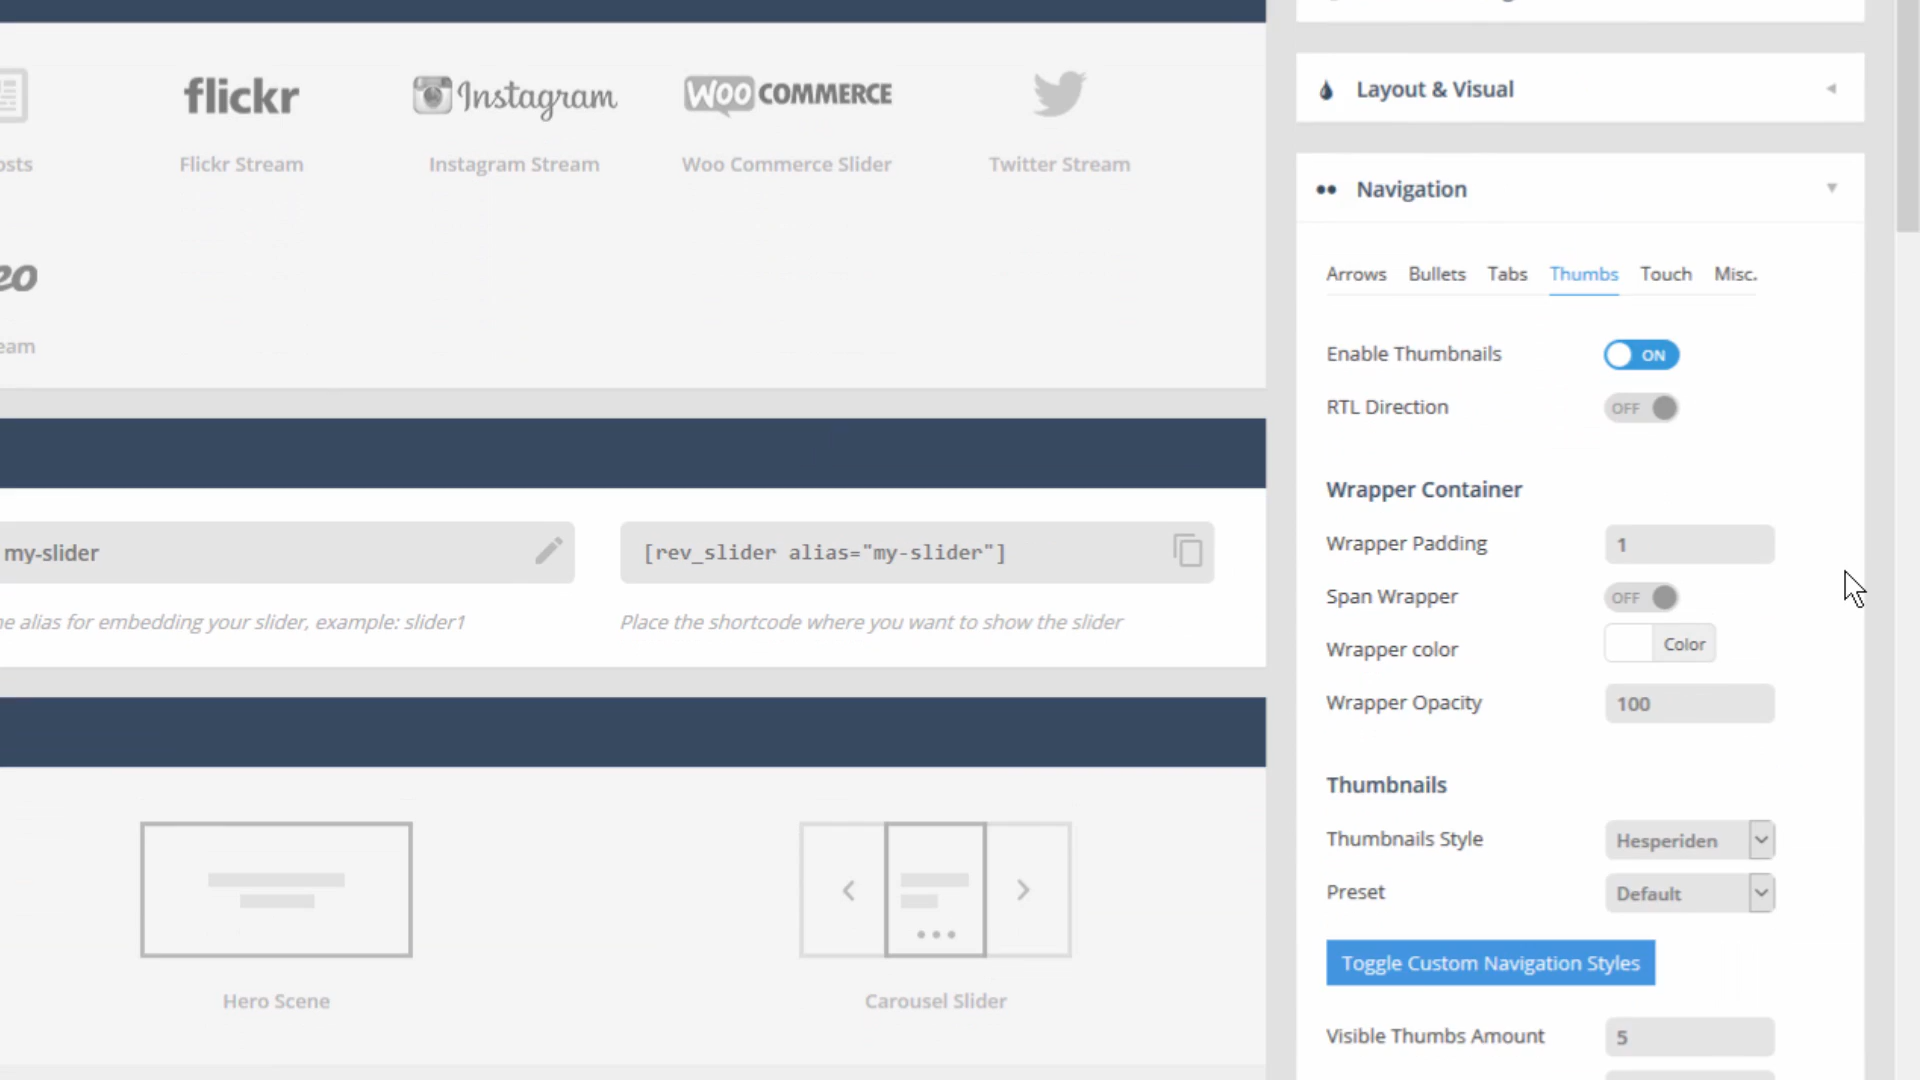 flickr
Instagram
WOO COMMERCE
osts
Flickr Stream
Instagram Stream
Woo Commerce Slider
Twitter Stream
eo
eam
my-slider
[rev_slider alias="my-slider"]
e alias for embedding your slider, example: slider1
Place the shortcode where you want to show the slider
Hero Scene
Carousel Slider
Layout & Visual
Navigation
Arrows Bullets Tabs Thumbs Touch Misc.
Enable Thumbnails ON
RTL Direction OFF
Wrapper Container
Wrapper Padding 1
Span Wrapper OFF
Wrapper color Color
Wrapper Opacity 100
Thumbnails
Thumbnails Style Hesperiden
Preset Default
Toggle Custom Navigation Styles
Visible Thumbs Amount 5